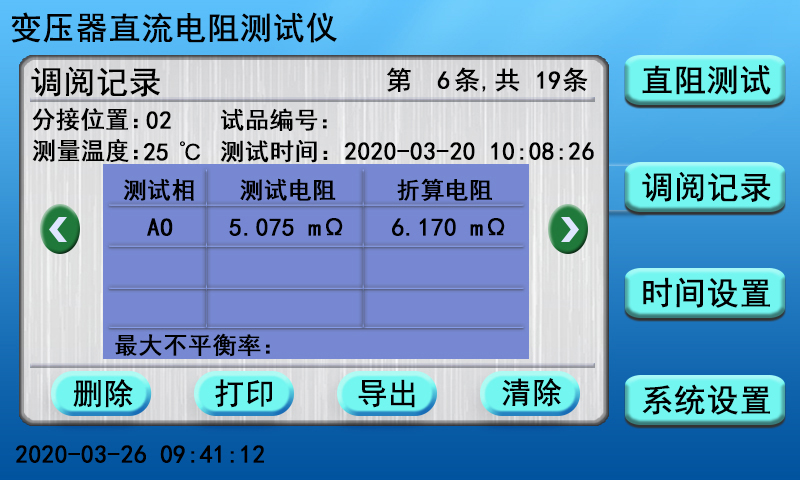 变压器直流电阻测试仪
调阅记录 第 6条,共 19条
分接位置:02 试品编号:
测量温度:25 ℃ 测试时间: 2020-03-20 10:08:26
测试相 测试电阻 折算电阻
A0 5.075 mΩ 6.170 mΩ
最大不平衡率:
删除 打印 导出 清除
直阻测试
调阅记录
时间设置
系统设置
2020-03-26 09:41:12